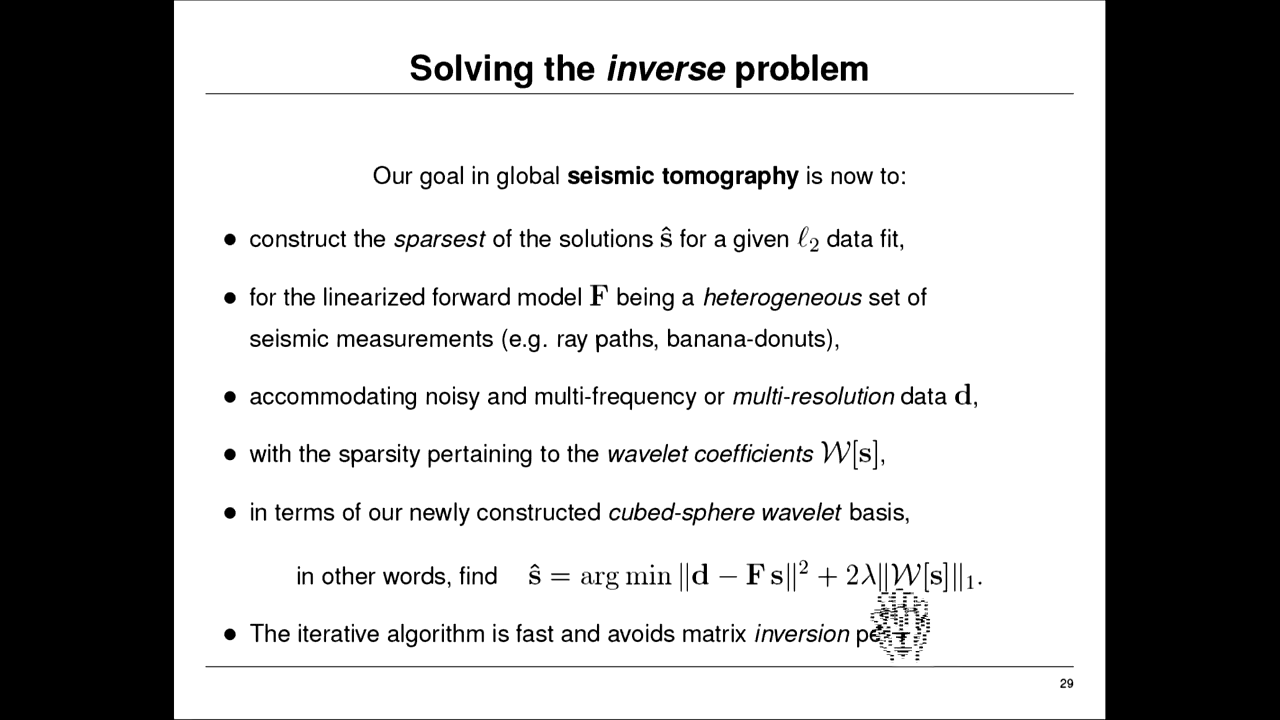 Solving the inverse problem
Our goal in global seismic tomography is now to:
● construct the sparsest of the solutions ŝ for a given ℓ₂ data fit,
● for the linearized forward model F being a heterogeneous set of
seismic measurements (e.g. ray paths, banana-donuts),
● accommodating noisy and multi-frequency or multi-resolution data d,
● with the sparsity pertaining to the wavelet coefficients 𝒲[s],
● in terms of our newly constructed cubed-sphere wavelet basis,
in other words, find ŝ = arg min ||d − F s||² + 2λ||𝒲[s]||₁.
● The iterative algorithm is fast and avoids matrix inversion
29